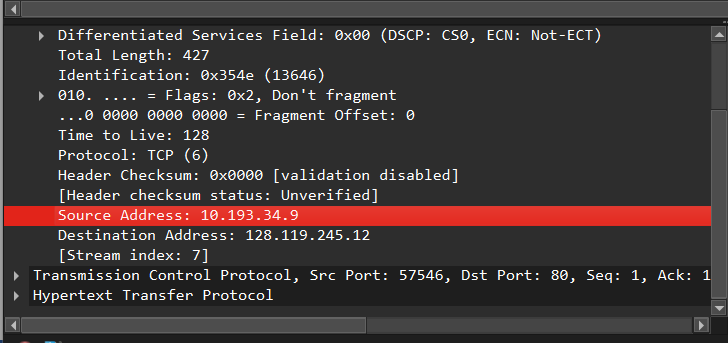 Differentiated Services Field: 0x00 (DSCP: CS0, ECN: Not-ECT)
Total Length: 427
Identification: 0x354e (13646)
010. .... = Flags: 0x2, Don't fragment
...0 0000 0000 0000 = Fragment Offset: 0
Time to Live: 128
Protocol: TCP (6)
Header Checksum: 0x0000 [validation disabled]
[Header checksum status: Unverified]
Source Address: 10.193.34.9
Destination Address: 128.119.245.12
[Stream index: 7]
Transmission Control Protocol, Src Port: 57546, Dst Port: 80, Seq: 1, Ack: 1
Hypertext Transfer Protocol